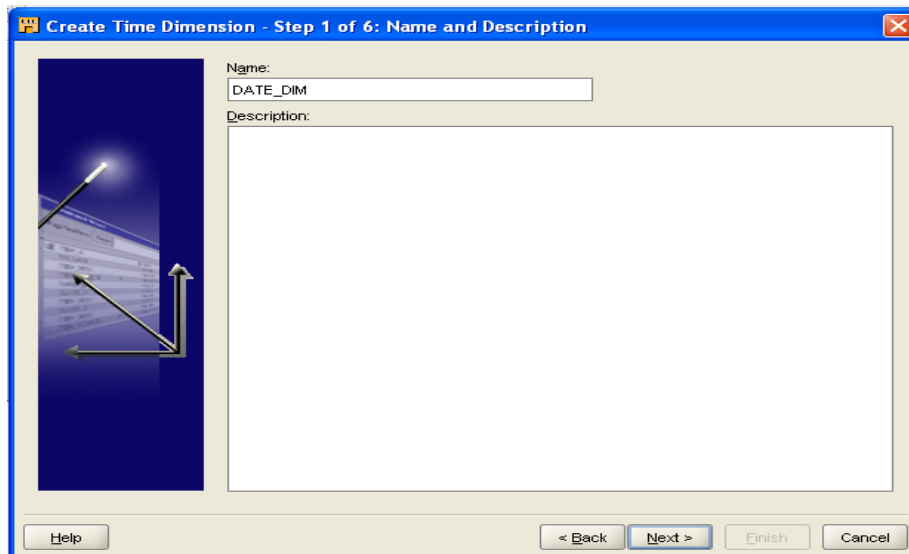 Create Time Dimension - Step 1 of 6: Name and Description
Name:
DATE_DIM
Description:
Help
< Back
Next >
Finish
Cancel